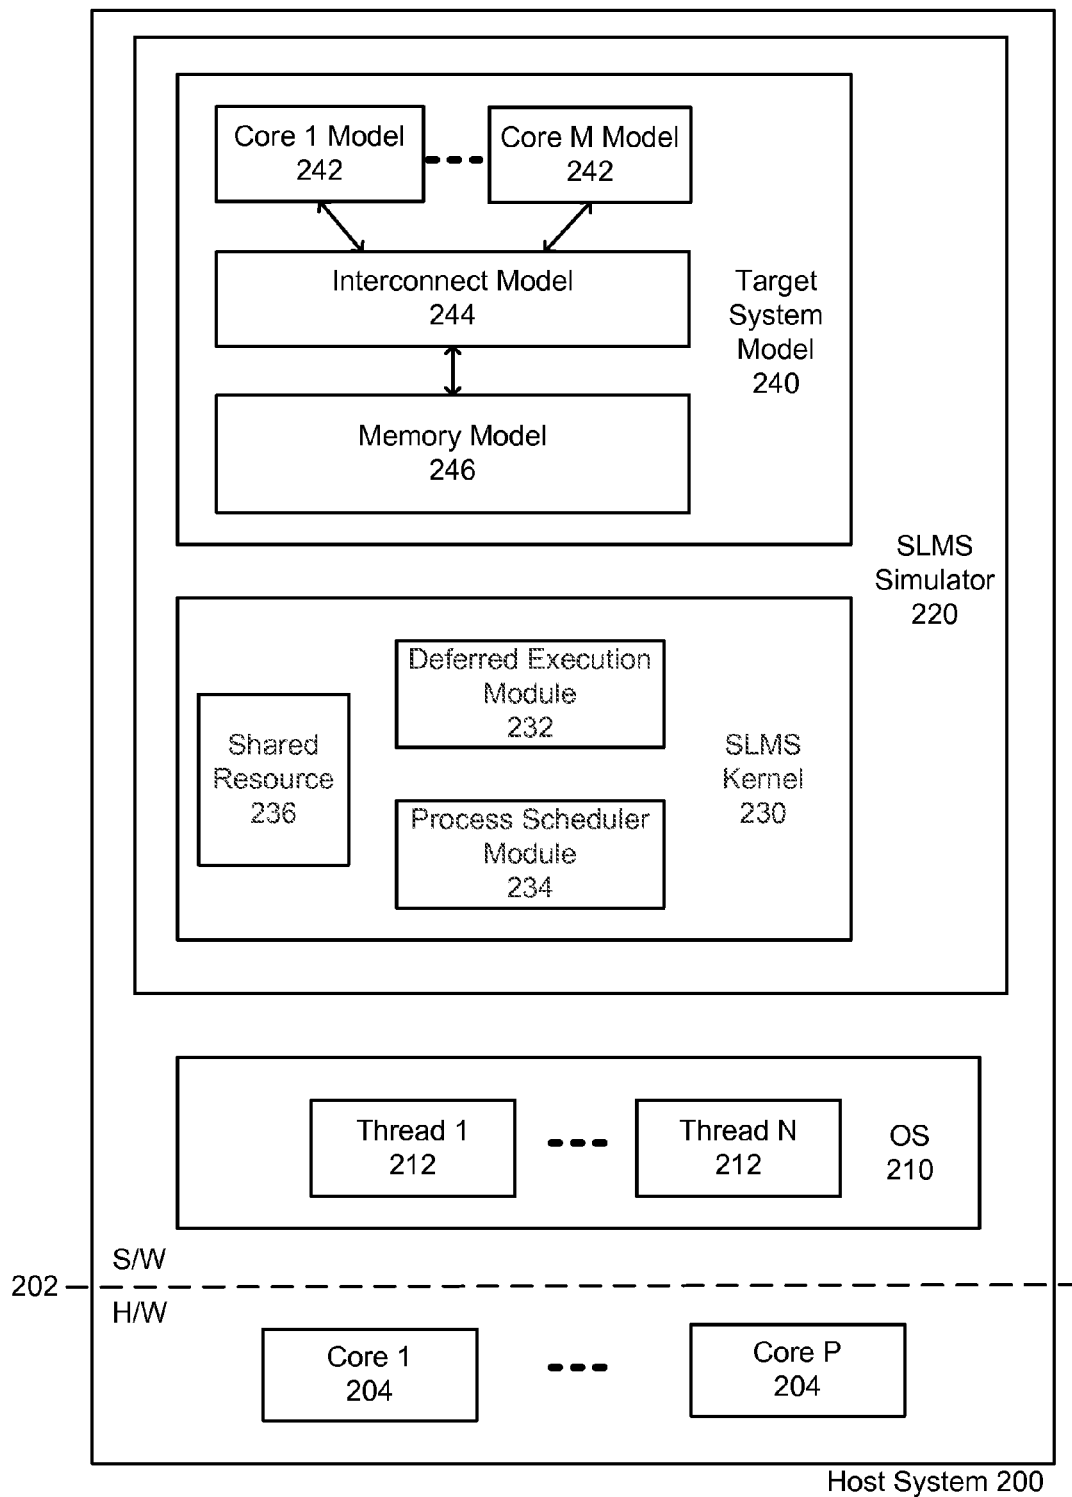 Core 1 Model
242
Core M Model
242
Interconnect Model
244
Memory Model
246
Target
System
Model
240
SLMS
Simulator
220
Deferred Execution
Module
232
Shared
Resource
236
Process Scheduler
Module
234
SLMS
Kernel
230
Thread 1
212
Thread N
212
OS
210
S/W
202
H/W
Core 1
204
Core P
204
Host System 200